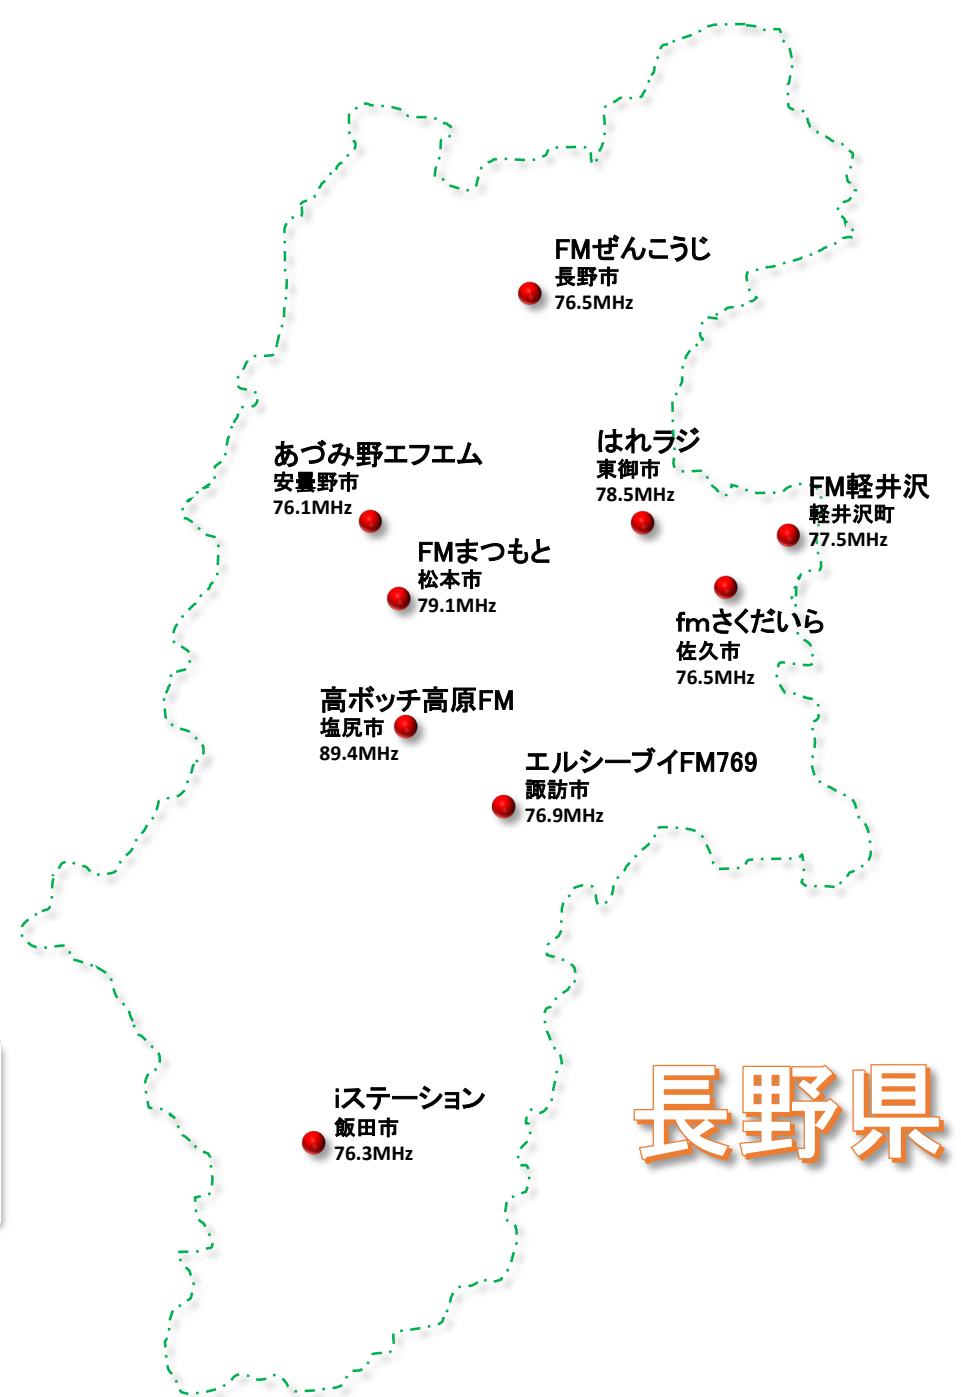 FMぜんこうじ
長野市
76.5MHz
はれラジ
東御市
78.5MHz
あづみ野エフエム
安曇野市
76.1MHz
FM軽井沢
軽井沢町
77.5MHz
FMまつもと
松本市
79.1MHz
fmさくだいら
佐久市
76.5MHz
高ボッチ高原FM
塩尻市
89.4MHz
エルシーブイFM769
諏訪市
76.9MHz
iステーション
飯田市
76.3MHz
長野県